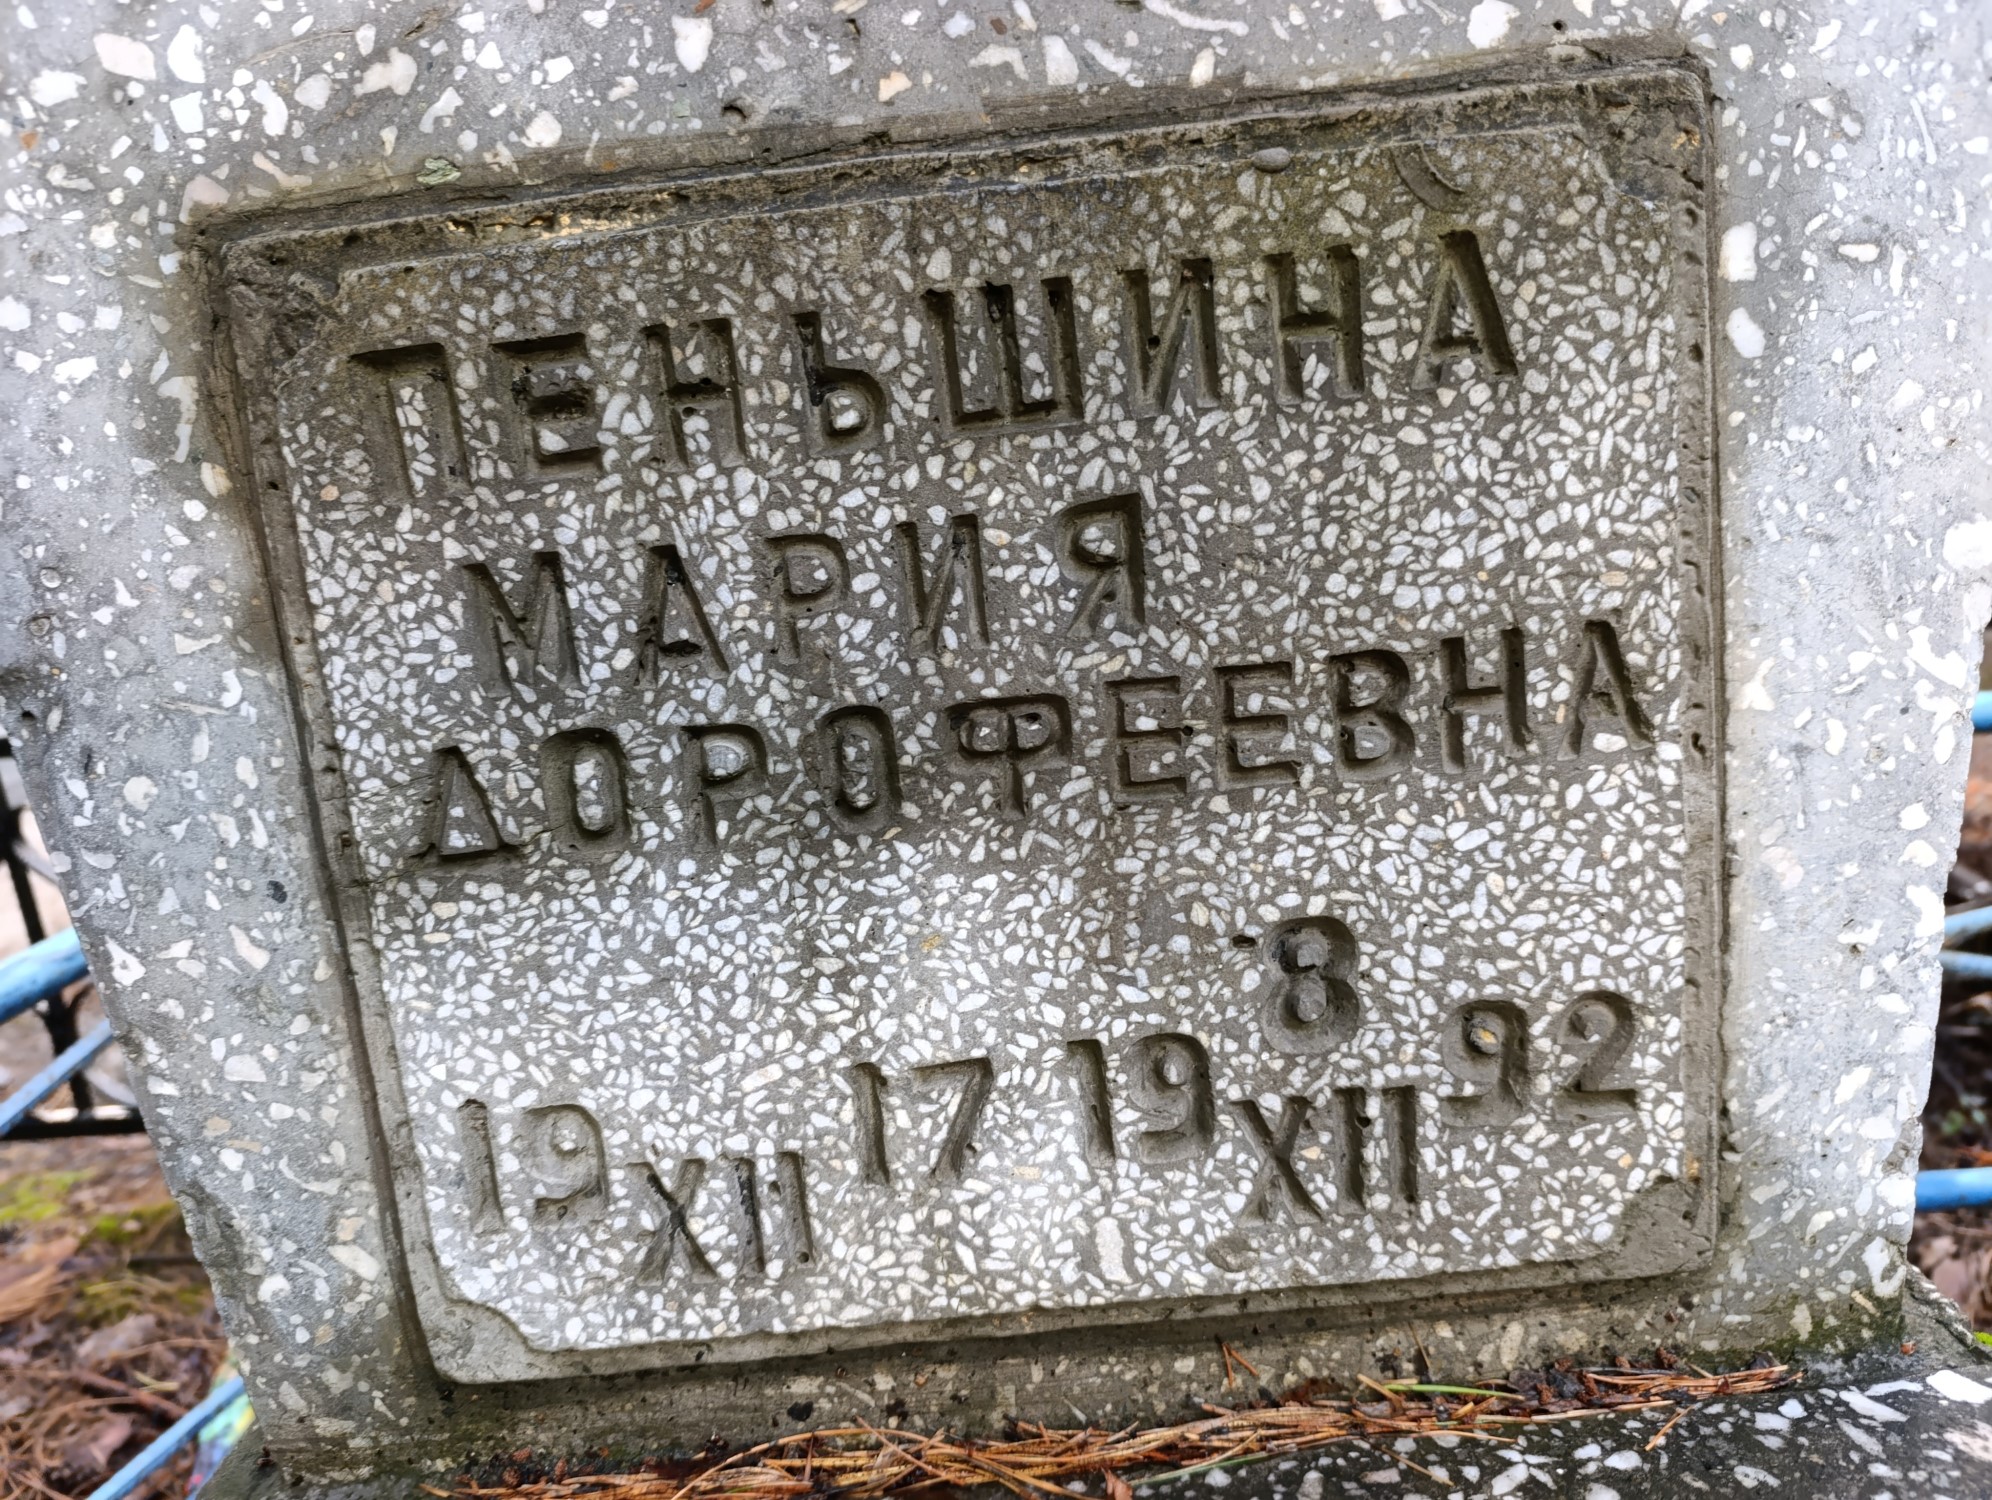 ПЕНЬШИНА
МАРИЯ
ДОРОФЕЕВНА
8
19 XII 17 19 XII 92